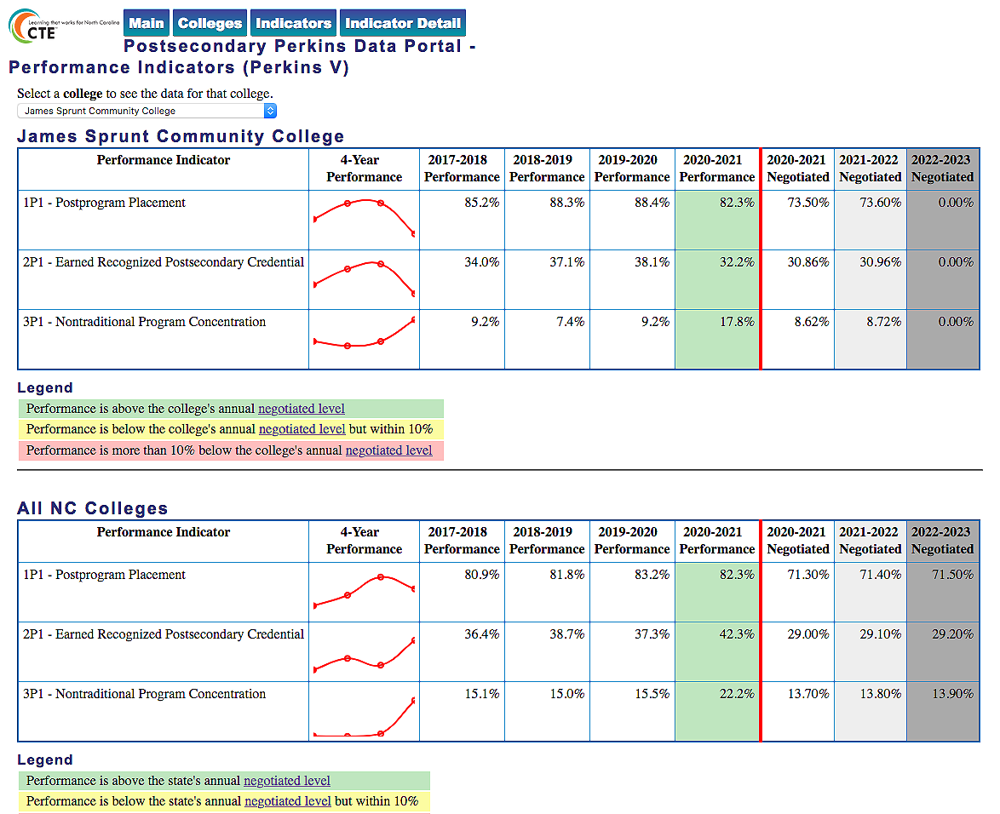 Learning that works for North Carolina
CTE
Main Colleges Indicators Indicator Detail
Postsecondary Perkins Data Portal -
Performance Indicators (Perkins V)
Select a college to see the data for that college.
James Sprunt Community College
James Sprunt Community College
Performance Indicator 4-Year 2017-2018 2018-2019 2019-2020 2020-2021 2020-2021 2021-2022 2022-2023
Performance Performance Performance Performance Performance Negotiated Negotiated Negotiated
1P1 - Postprogram Placement 85.2% 88.3% 88.4% 82.3% 73.50% 73.60% 0.00%
2P1 - Earned Recognized Postsecondary Credential 34.0% 37.1% 38.1% 32.2% 30.86% 30.96% 0.00%
3P1 - Nontraditional Program Concentration 9.2% 7.4% 9.2% 17.8% 8.62% 8.72% 0.00%
Legend
Performance is above the college's annual negotiated level
Performance is below the college's annual negotiated level but within 10%
Performance is more than 10% below the college's annual negotiated level
All NC Colleges
Performance Indicator 4-Year 2017-2018 2018-2019 2019-2020 2020-2021 2020-2021 2021-2022 2022-2023
Performance Performance Performance Performance Performance Negotiated Negotiated Negotiated
1P1 - Postprogram Placement 80.9% 81.8% 83.2% 82.3% 71.30% 71.40% 71.50%
2P1 - Earned Recognized Postsecondary Credential 36.4% 38.7% 37.3% 42.3% 29.00% 29.10% 29.20%
3P1 - Nontraditional Program Concentration 15.1% 15.0% 15.5% 22.2% 13.70% 13.80% 13.90%
Legend
Performance is above the state's annual negotiated level
Performance is below the state's annual negotiated level but within 10%